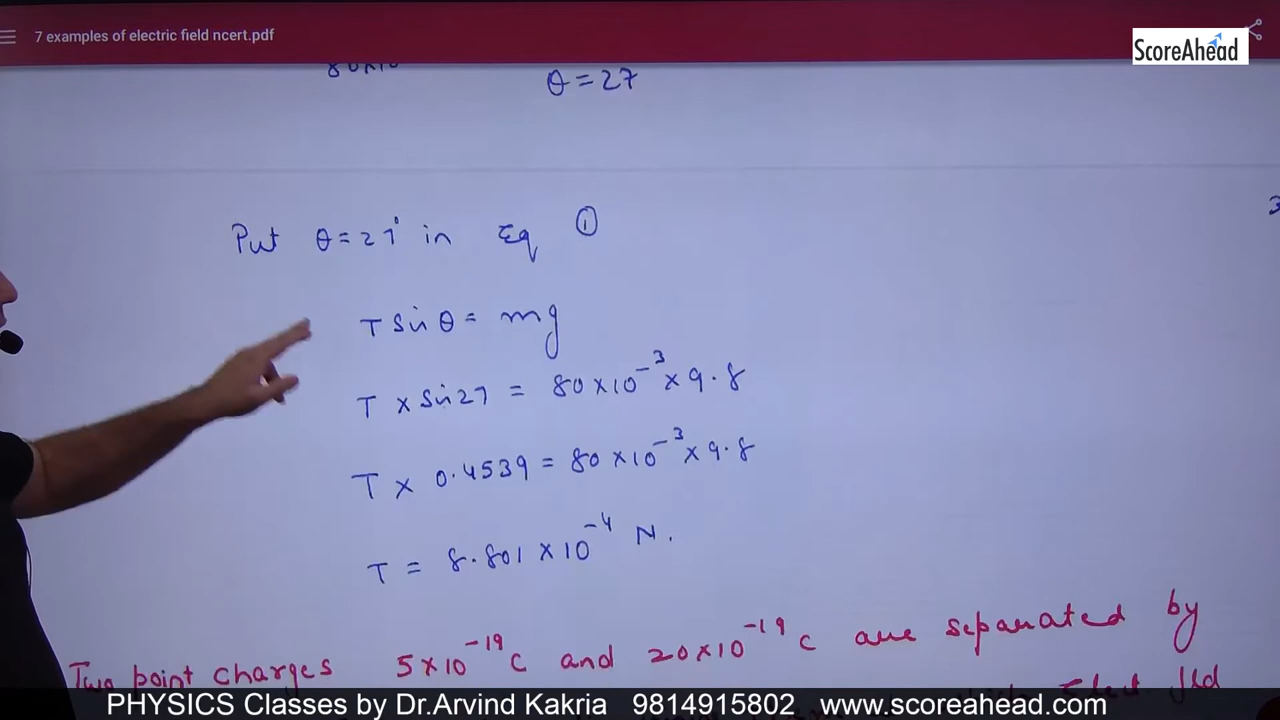 7 examples of electric field ncert.pdf
ScoreAhead
θ = 27
Put θ = 27° in Eq ①
T sin θ = mg
T × sin 27 = 80 × 10⁻³ × 9.8
T × 0.4539 = 80 × 10⁻³ × 9.8
T = 8.801 × 10⁻⁴ N.
Two point charges 5×10⁻¹⁹ C and 20×10⁻¹⁹ C are separated by
Elect. fld
PHYSICS Classes by Dr.Arvind Kakria 9814915802 www.scoreahead.com